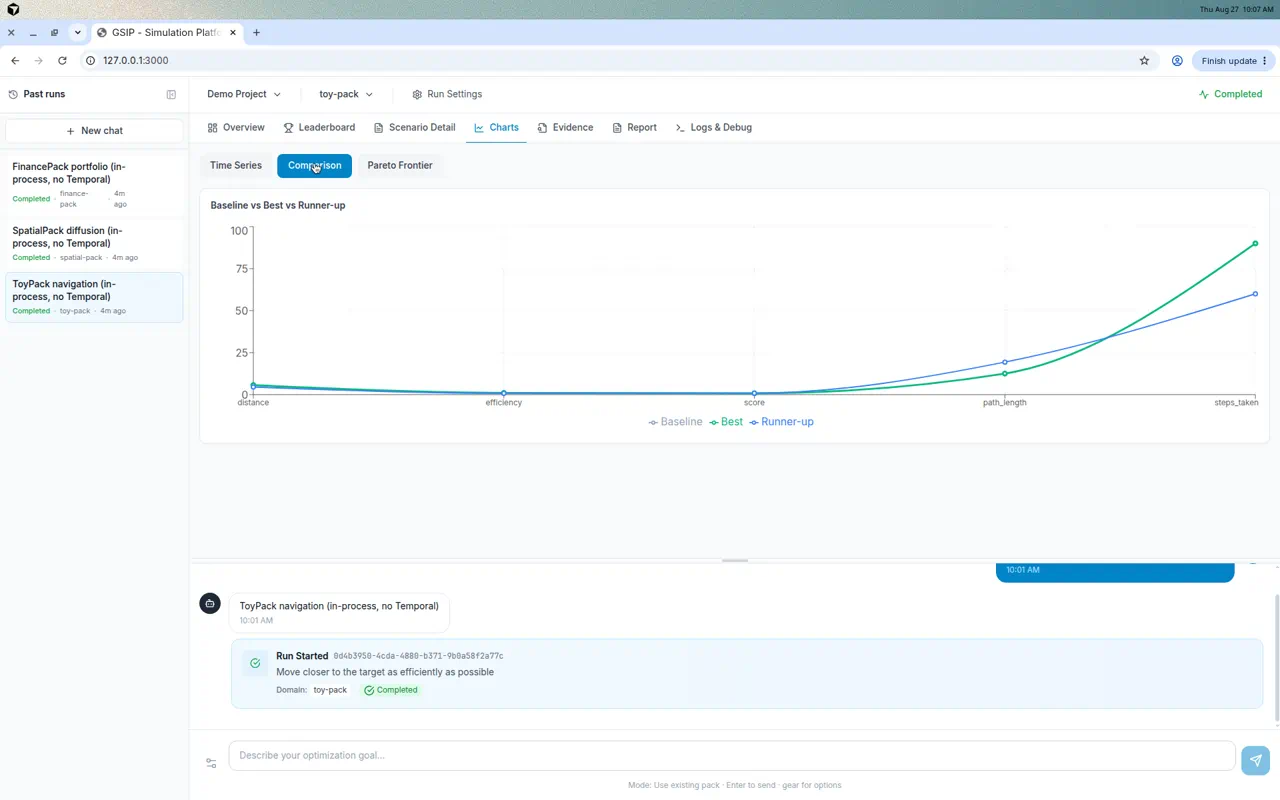 Thu Aug 27 10:07 AM
GSIP - Simulation Platfo
127.0.0.1:3000
Finish update
Past runs
Demo Project
toy-pack
Run Settings
Completed
New chat
Overview
Leaderboard
Scenario Detail
Charts
Evidence
Report
Logs & Debug
FinancePack portfolio (in-
process, no Temporal)
Completed · finance-
pack · 4m
ago
SpatialPack diffusion (in-
process, no Temporal)
Completed · spatial-pack · 4m ago
ToyPack navigation (in-
process, no Temporal)
Completed · toy-pack · 4m ago
Time Series
Comparison
Pareto Frontier
Baseline vs Best vs Runner-up
100
75
50
25
0
distance
efficiency
score
path_length
steps_taken
Baseline
Best
Runner-up
10:01 AM
ToyPack navigation (in-process, no Temporal)
10:01 AM
Run Started 0d4b3950-4cda-4880-b371-9b0a58f2a77c
Move closer to the target as efficiently as possible
Domain: toy-pack Completed
Describe your optimization goal...
Mode: Use existing pack · Enter to send · gear for options